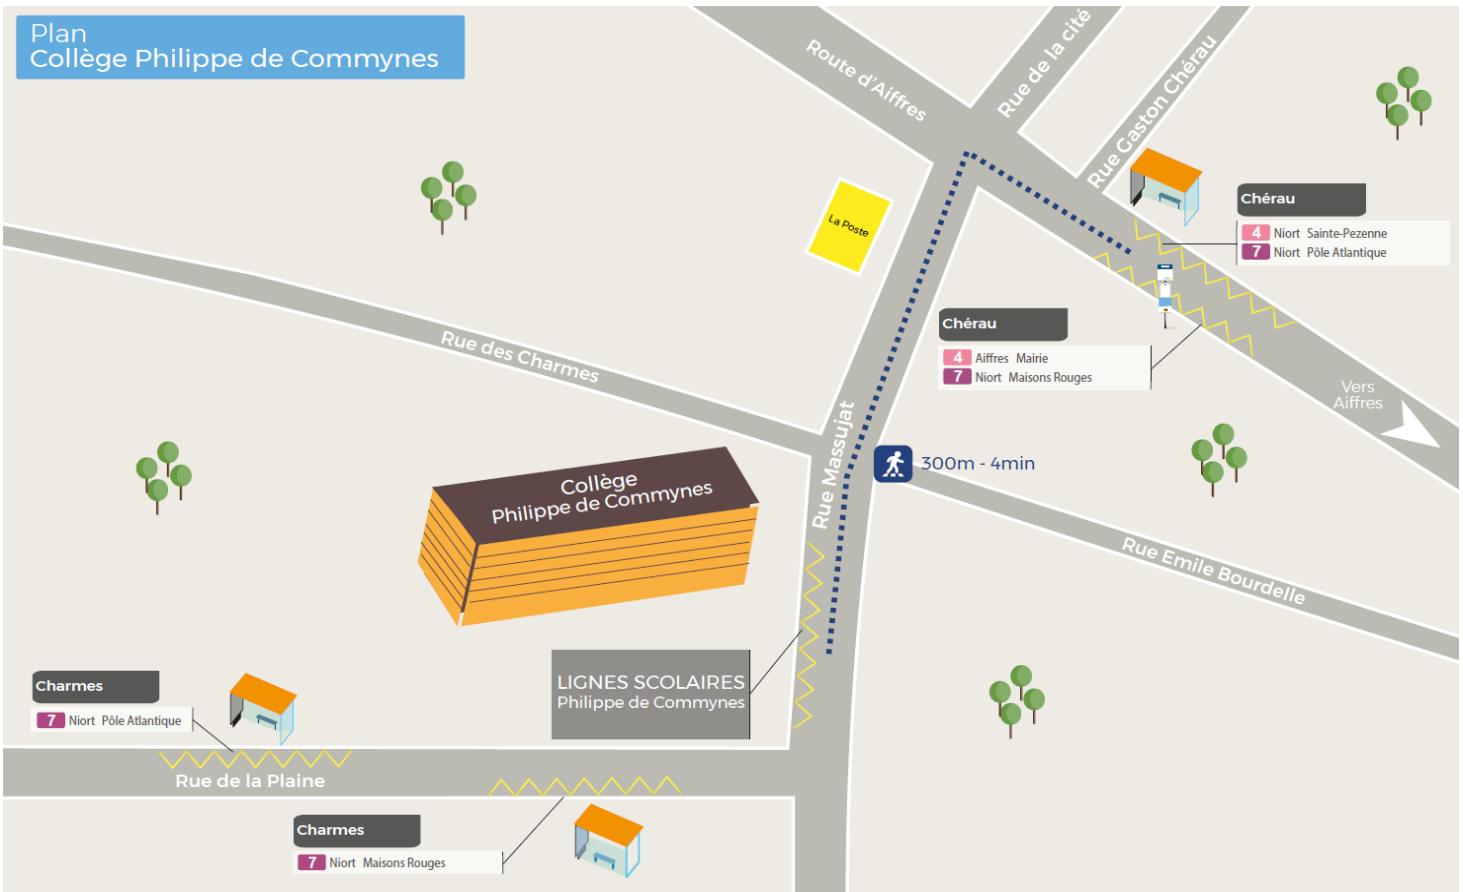 Plan
Collège Philippe de Commynes
Route d'Aiffres
Rue de la cité
Rue Gaston Chérau
La Poste
Chérau
4 Niort Sainte-Pezenne
7 Niort Pôle Atlantique
Chérau
4 Aiffres Mairie
7 Niort Maisons Rouges
Vers
Aiffres
Rue des Charmes
Rue Massujat
300m - 4min
Collège
Philippe de Commynes
Rue Emile Bourdelle
LIGNES SCOLAIRES
Philippe de Commynes
Charmes
7 Niort Pôle Atlantique
Rue de la Plaine
Charmes
7 Niort Maisons Rouges